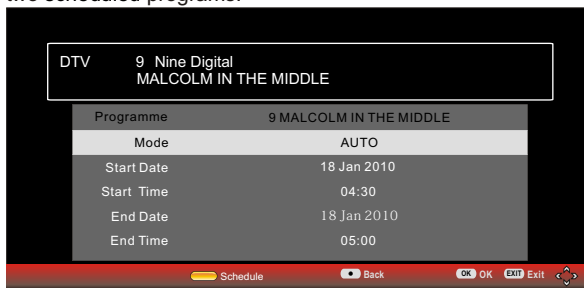 two scheduled programs.
DTV 9 Nine Digital
MALCOLM IN THE MIDDLE
Programme 9 MALCOLM IN THE MIDDLE
Mode AUTO
Start Date 18 Jan 2010
Start Time 04:30
End Date 18 Jan 2010
End Time 05:00
Schedule Back OK OK EXIT Exit